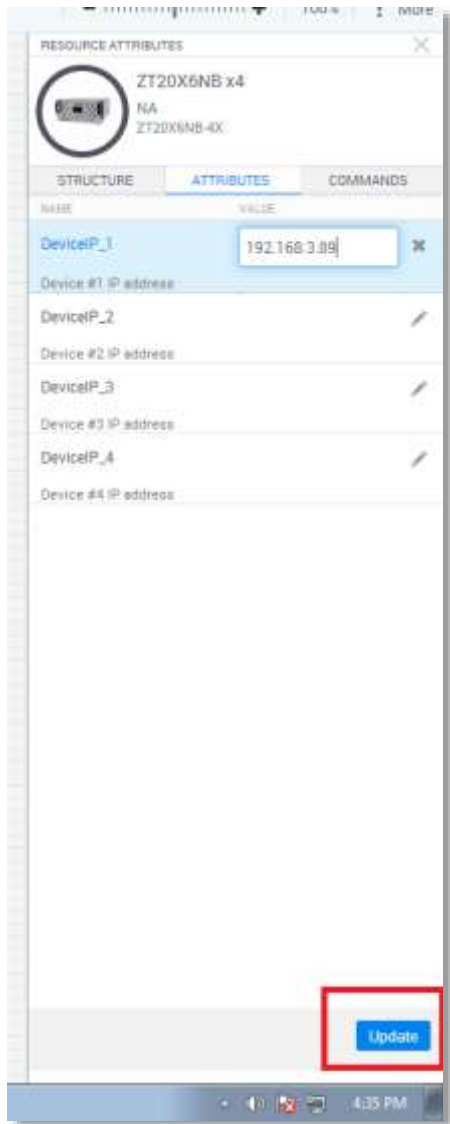 100% More
RESOURCE ATTRIBUTES
ZT20X6NB x4
NA
ZT20X6NB-4X
STRUCTURE ATTRIBUTES COMMANDS
NAME VALUE
DeviceIP_1 192.168.3.89
Device #1 IP address
DeviceIP_2
Device #2 IP address
DeviceIP_3
Device #3 IP address
DeviceIP_4
Device #4 IP address
Update
4:35 PM